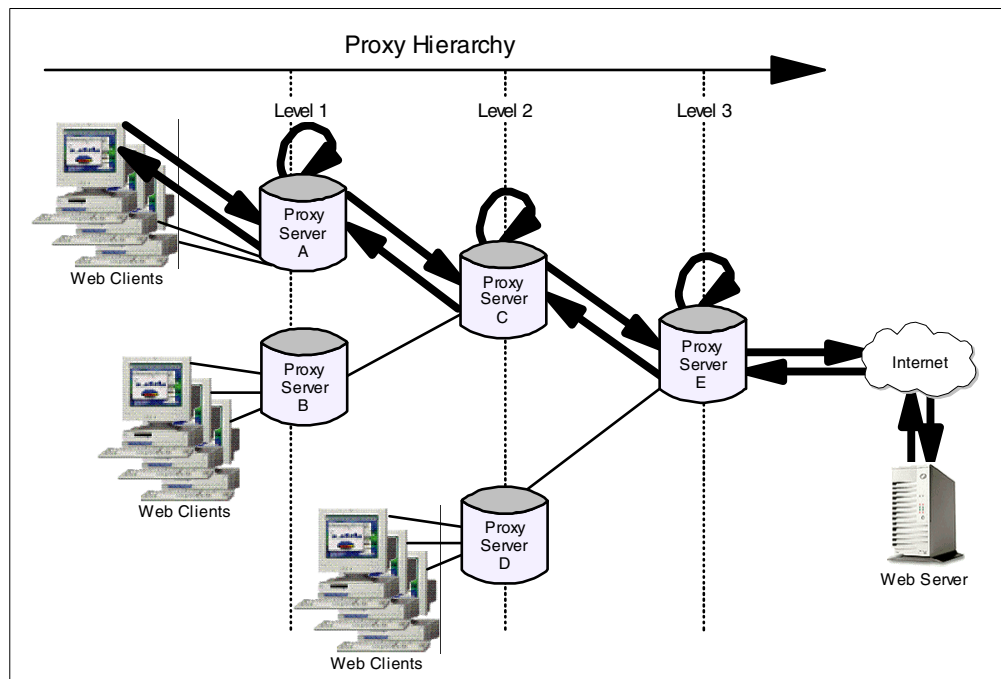 Proxy Hierarchy
Level 1
Level 2
Level 3
Proxy
Server
A
Web Clients
Proxy
Server
C
Proxy
Server
E
Internet
Proxy
Server
B
Web Clients
Proxy
Server
D
Web Server
Web Clients